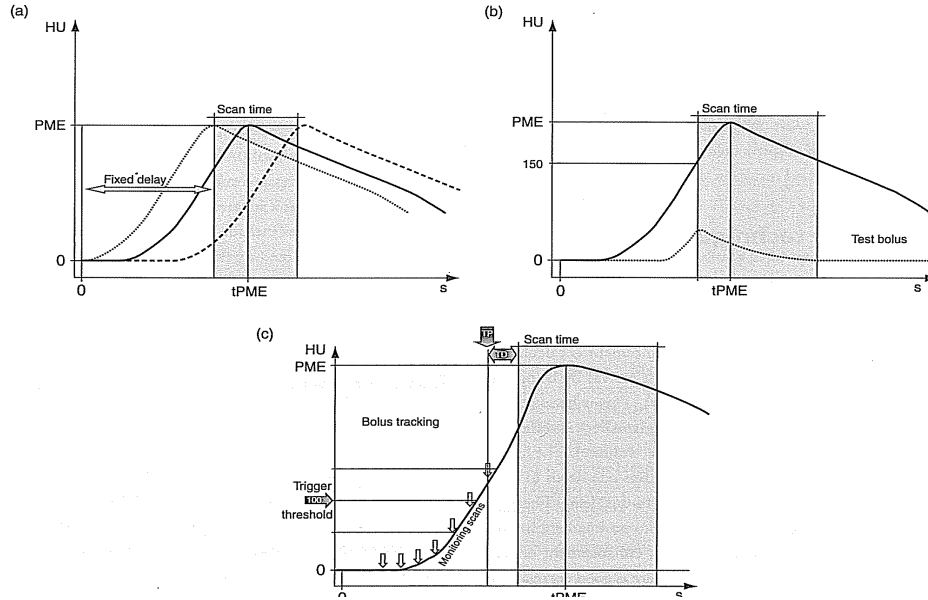 (a)
HU
Scan time
PME
Fixed delay
0
0
tPME
s
(b)
HU
Scan time
PME
150
Test bolus
0
0
tPME
s
(c)
TP
HU
TD
Scan time
PME
Bolus tracking
Trigger
100
threshold
Monitoring scans
0
0
tPME
s